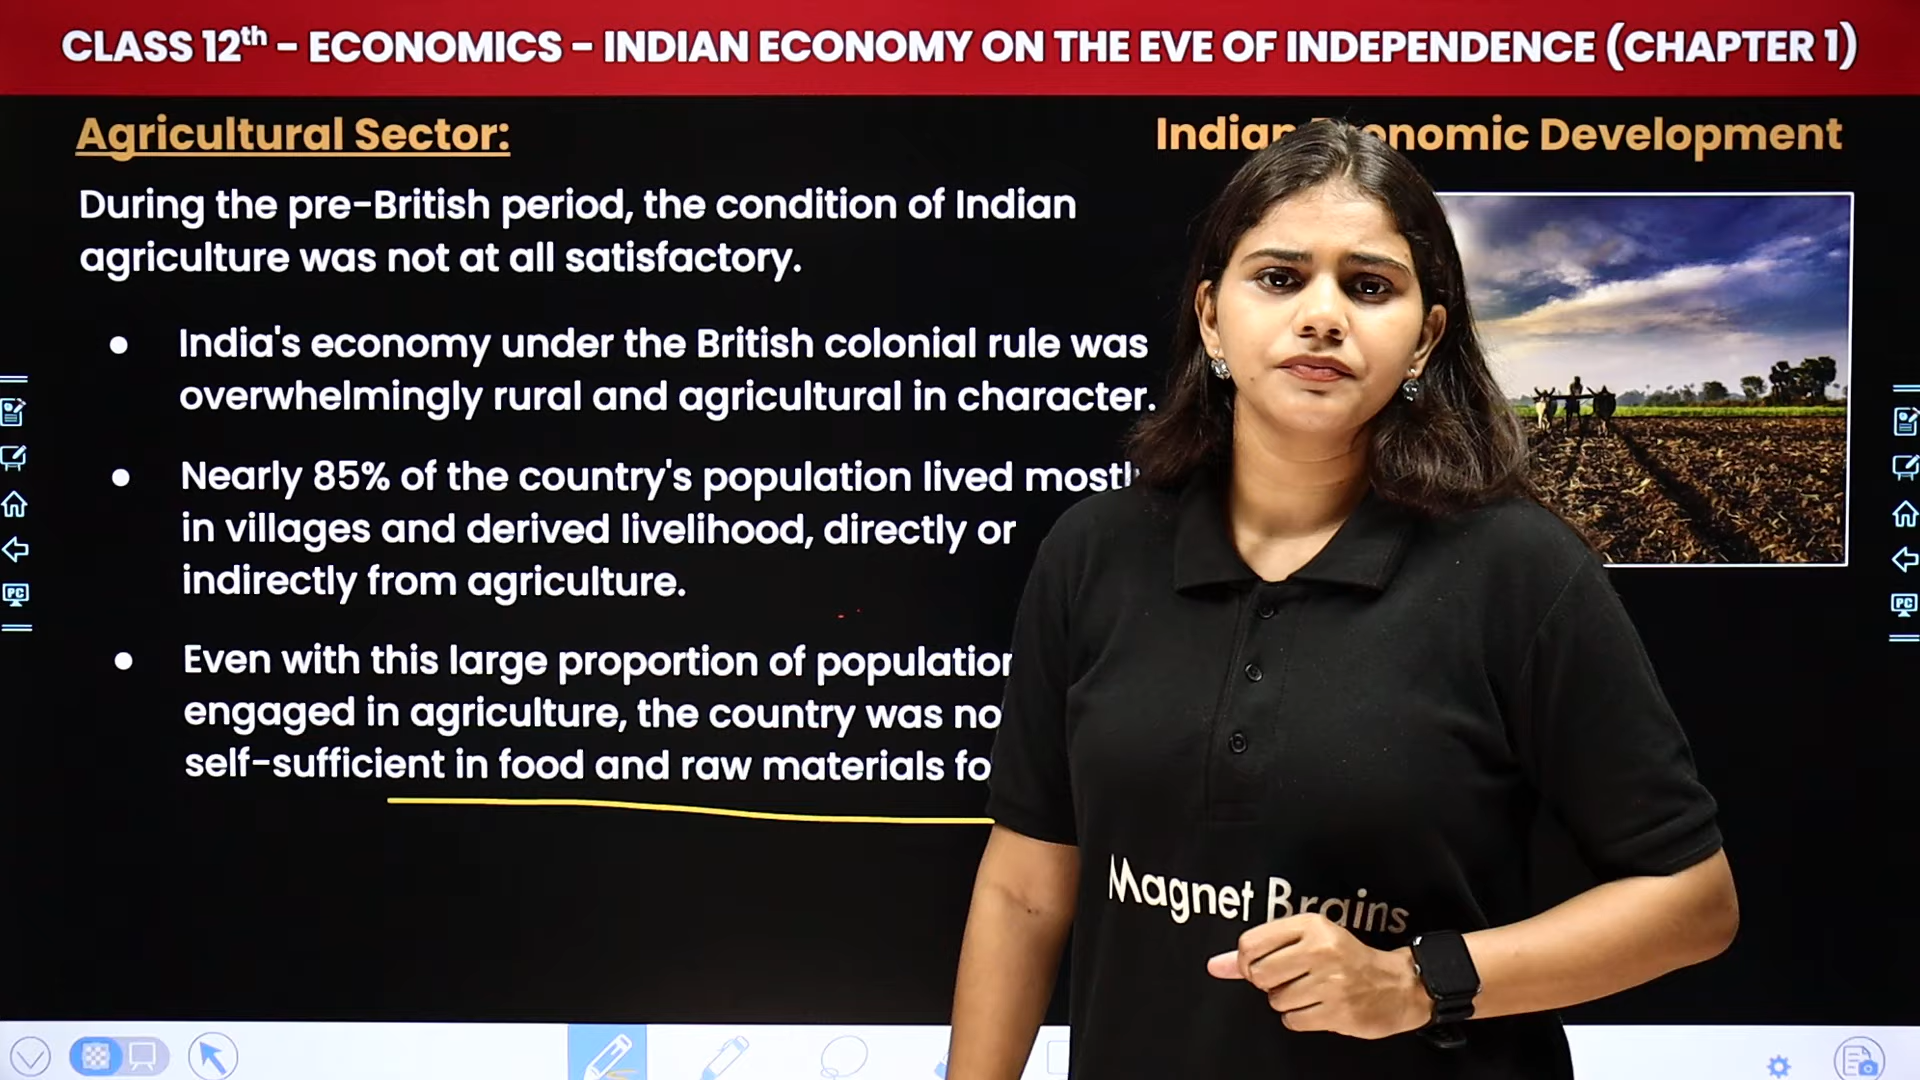 CLASS 12th - ECONOMICS - INDIAN ECONOMY ON THE EVE OF INDEPENDENCE (CHAPTER 1)
Agricultural Sector:
Economic Development
During the pre-British period, the condition of Indian
agriculture was not at all satisfactory.
● India's economy under the British colonial rule was
overwhelmingly rural and agricultural in character.
● Nearly 85% of the country's population lived
in villages and derived livelihood, directly or
indirectly from agriculture.
● Even with this large proportion of population
engaged in agriculture, the country was
self-sufficient in food and raw materials
Magnet Brains
PC
PC